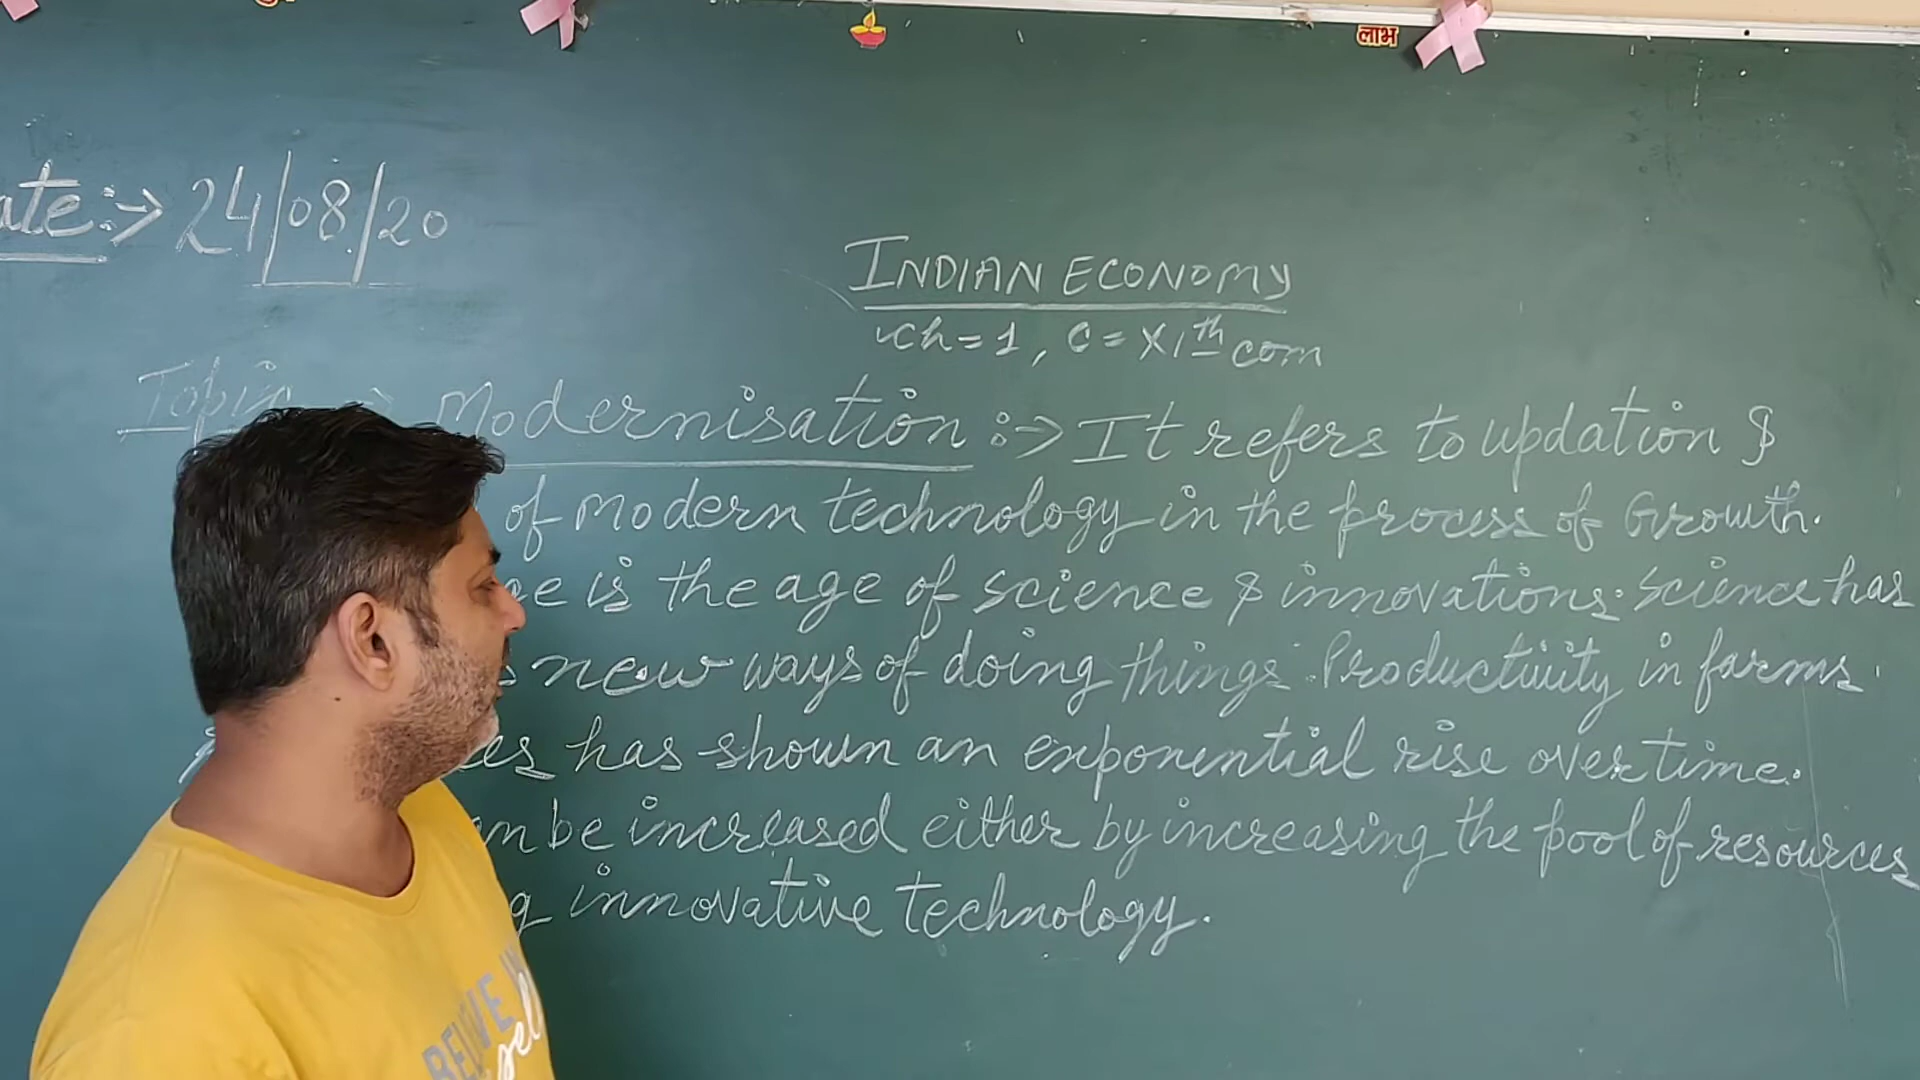 लाभ
ate:-> 24/08/20
INDIAN ECONOMY
Ch=1, C=XIth com
Topic -> Modernisation :-> It refers to updation &
of modern technology in the process of Growth.
is the age of science & innovations. Science has
new ways of doing things. Productivity in farms
has shown an exponential rise over time.
be increased either by increasing the pool of resources
innovative technology.
BELIEVE IN